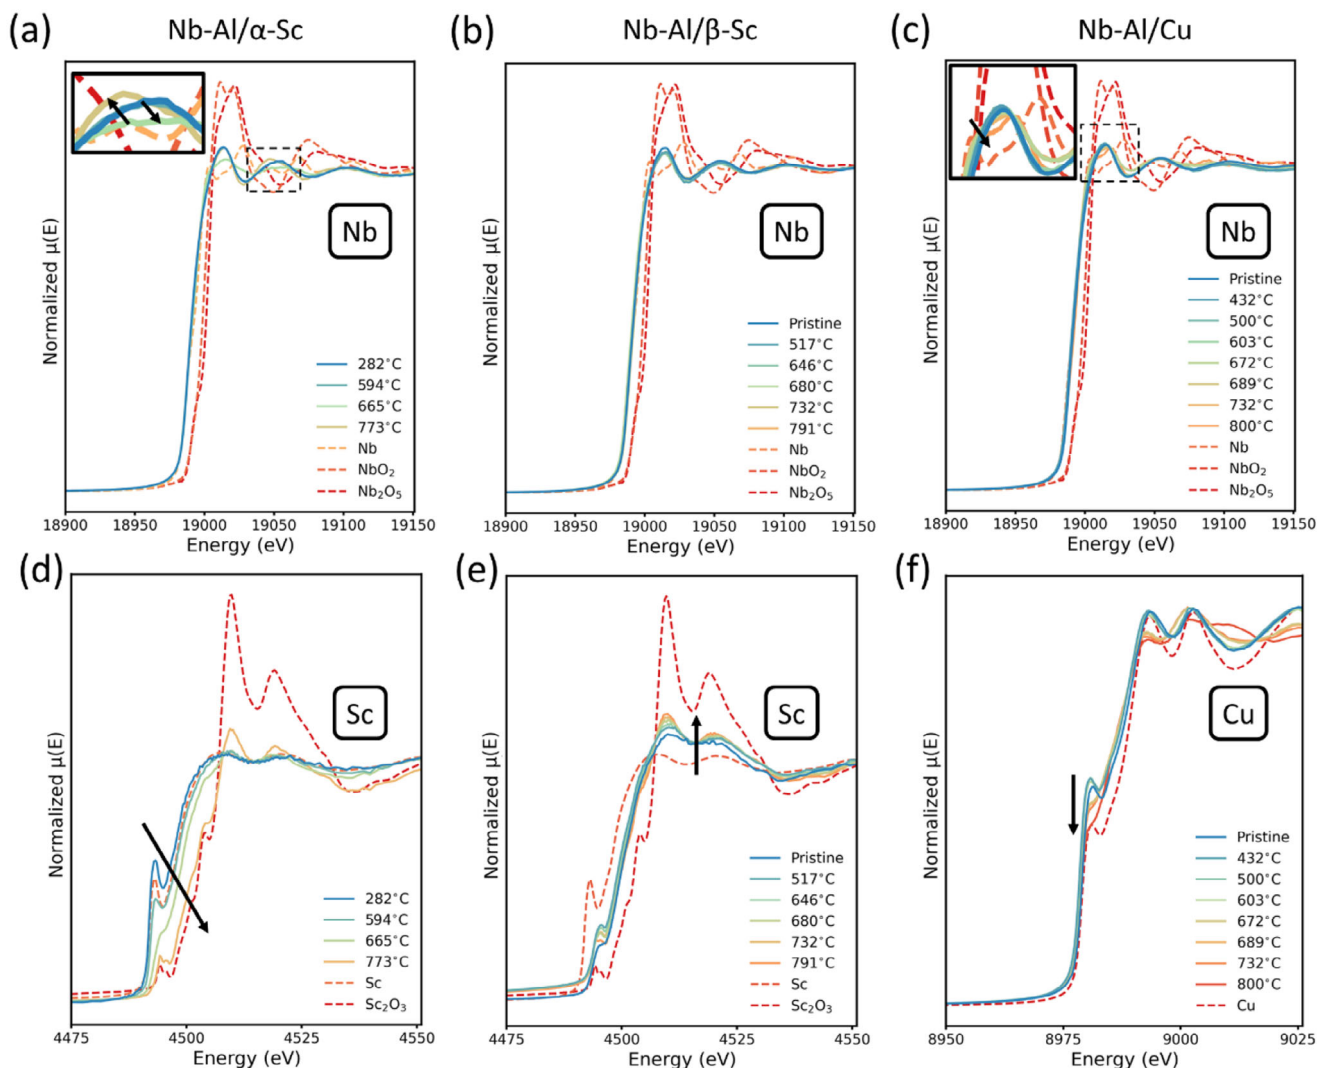 (a)
Nb-Al/α-Sc
Normalized μ(E)
Nb
282°C
594°C
665°C
773°C
Nb
NbO₂
Nb₂O₅
18900 18950 19000 19050 19100 19150
Energy (eV)
(b)
Nb-Al/β-Sc
Normalized μ(E)
Nb
Pristine
517°C
646°C
680°C
732°C
791°C
Nb
NbO₂
Nb₂O₅
18900 18950 19000 19050 19100 19150
Energy (eV)
(c)
Nb-Al/Cu
Normalized μ(E)
Nb
Pristine
432°C
500°C
603°C
672°C
689°C
732°C
800°C
Nb
NbO₂
Nb₂O₅
18900 18950 19000 19050 19100 19150
Energy (eV)
(d)
Normalized μ(E)
Sc
282°C
594°C
665°C
773°C
Sc
Sc₂O₃
4475 4500 4525 4550
Energy (eV)
(e)
Normalized μ(E)
Sc
Pristine
517°C
646°C
680°C
732°C
791°C
Sc
Sc₂O₃
4475 4500 4525 4550
Energy (eV)
(f)
Normalized μ(E)
Cu
Pristine
432°C
500°C
603°C
672°C
689°C
732°C
800°C
Cu
8950 8975 9000 9025
Energy (eV)